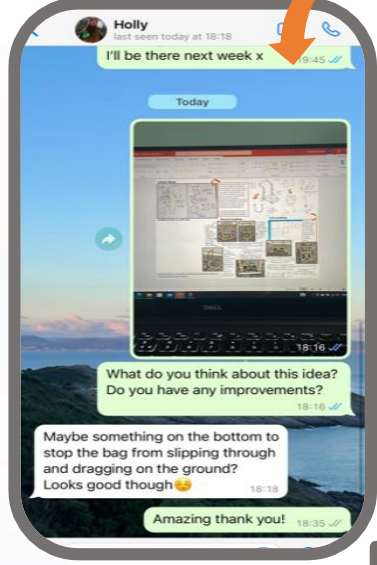 Holly
last seen today at 18:18
I'll be there next week x
19:45
Today
DELL
18:16
What do you think about this idea?
Do you have any improvements?
18:16
Maybe something on the bottom to
stop the bag from slipping through
and dragging on the ground?
Looks good though☺️
18:18
Amazing thank you!
18:35